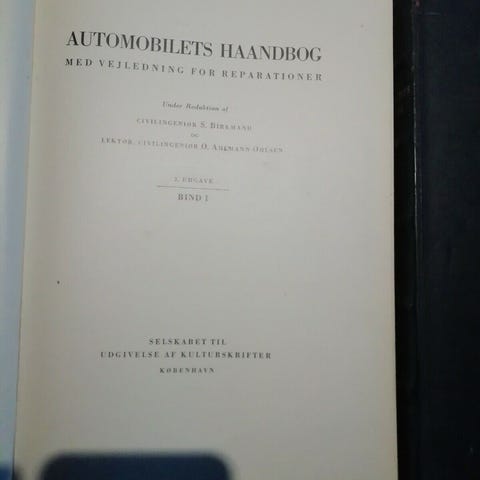 AUTOMOBILETS HAANDBOG
MED VEJLEDNING FOR REPARATIONER
Under Redaktion af
CIVILINGENIØR S. BIRKMAND
OG
LEKTOR, CIVILINGENIØR O. AHLMANN-OHLSEN
UDGAVE
BIND I
SELSKABET TIL
UDGIVELSE AF KULTURSKRIFTER
KØBENHAVN